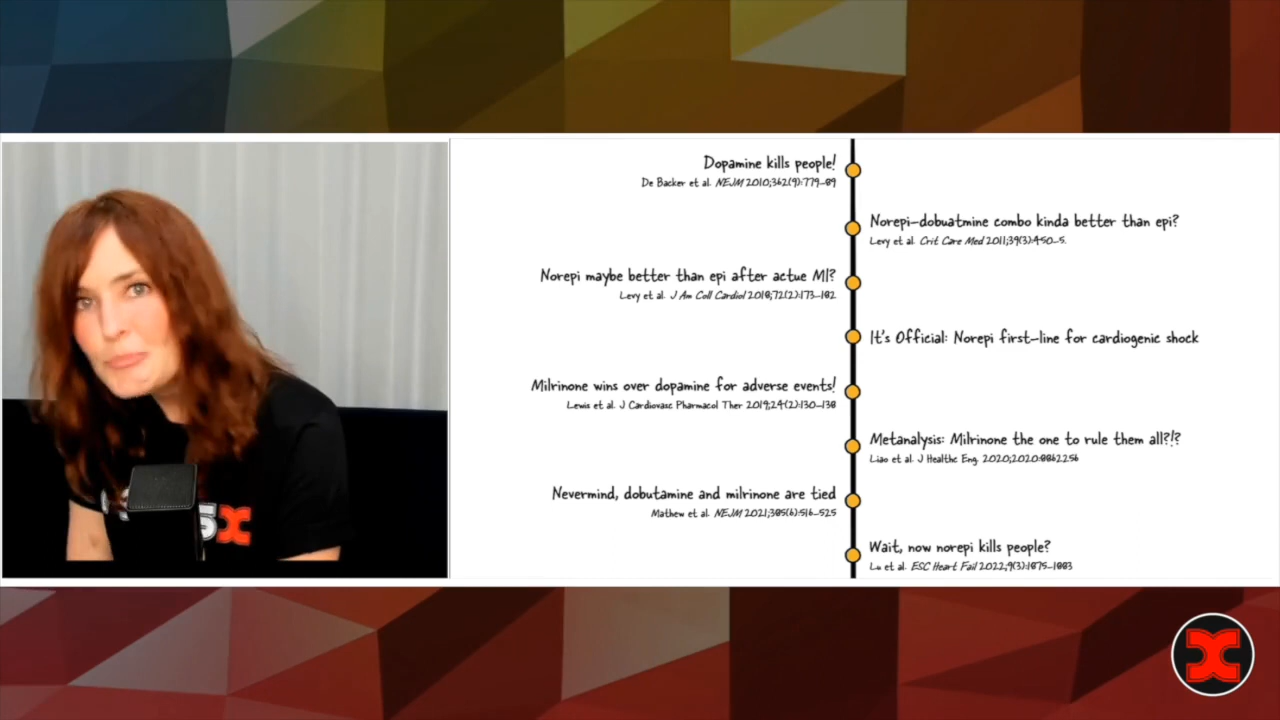 Dopamine kills people!
De Backer et al. NEJM 2010;362(9):779-89
Norepi-dobuatmine combo kinda better than epi?
Levy et al. Crit Care Med 2011;39(3):450-5.
Norepi maybe better than epi after actue MI?
Levy et al. J Am Coll Cardiol 2018;72(2):173-182
It's Official: Norepi first-line for cardiogenic shock
Milrinone wins over dopamine for adverse events!
Lewis et al. J Cardiovasc Pharmacol Ther 2019;24(2):130-138
Metanalysis: Milrinone the one to rule them all?!?
Liao et al. J Healthc Eng. 2020;2020:8862256
Nevermind, dobutamine and milrinone are tied
Mathew et al. NEJM 2021;385(6):516-525
Wait, now norepi kills people?
Lu et al. ESC Heart Fail 2022;9(3):1875-1883
5X